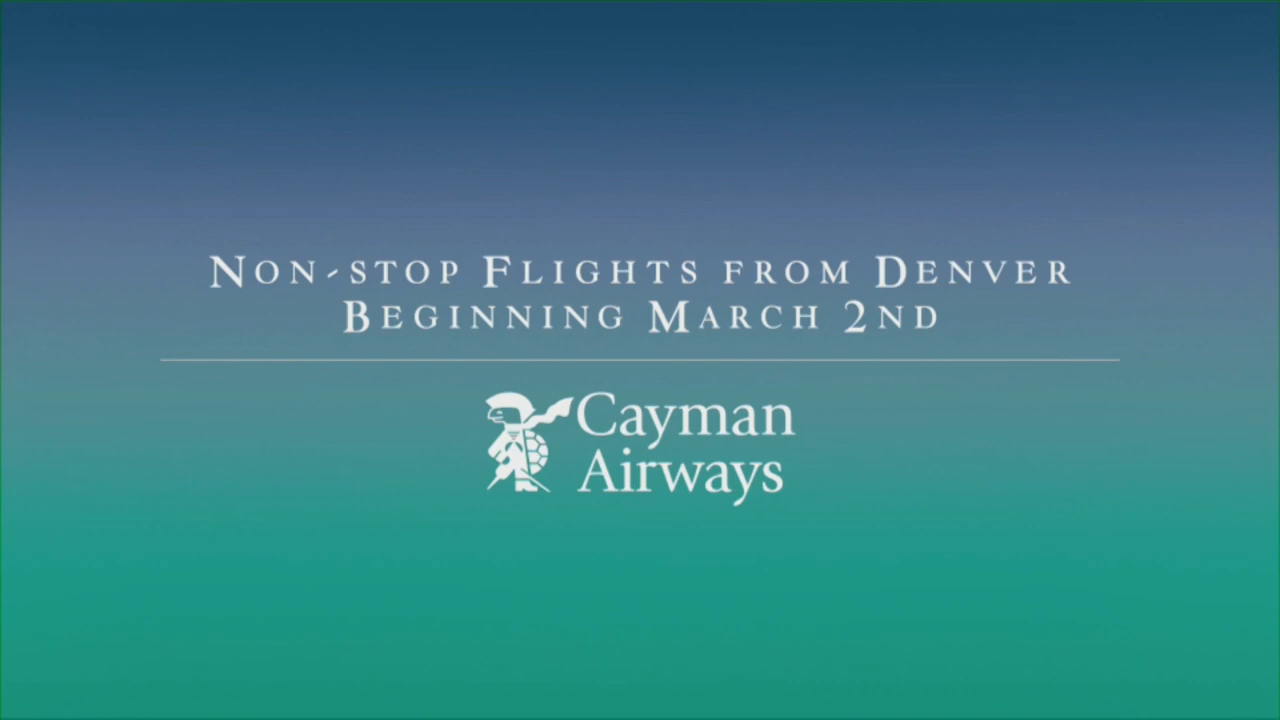 Non-stop Flights from Denver
Beginning March 2nd
Cayman
Airways